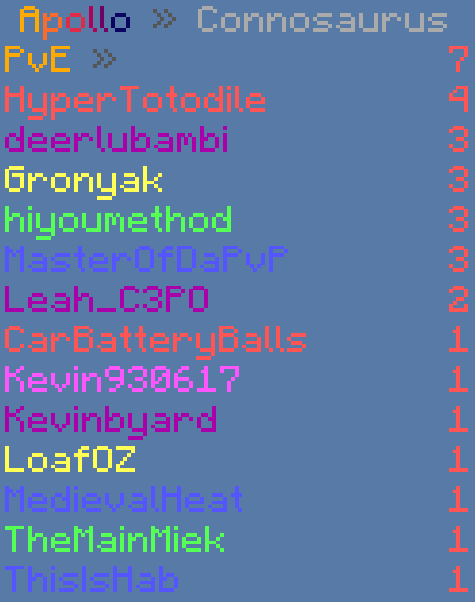 Apollo » Connosaurus
PvE » 7
HyperTotodile 4
deerlubambi 3
Gronyak 3
hiyoumethod 3
MasterOfDaPvP 3
Leah_C3PO 2
CarBatteryBalls 1
Kevin930617 1
Kevinbyard 1
LoafOZ 1
MedievalHeat 1
TheMainMiek 1
ThisIsHab 1